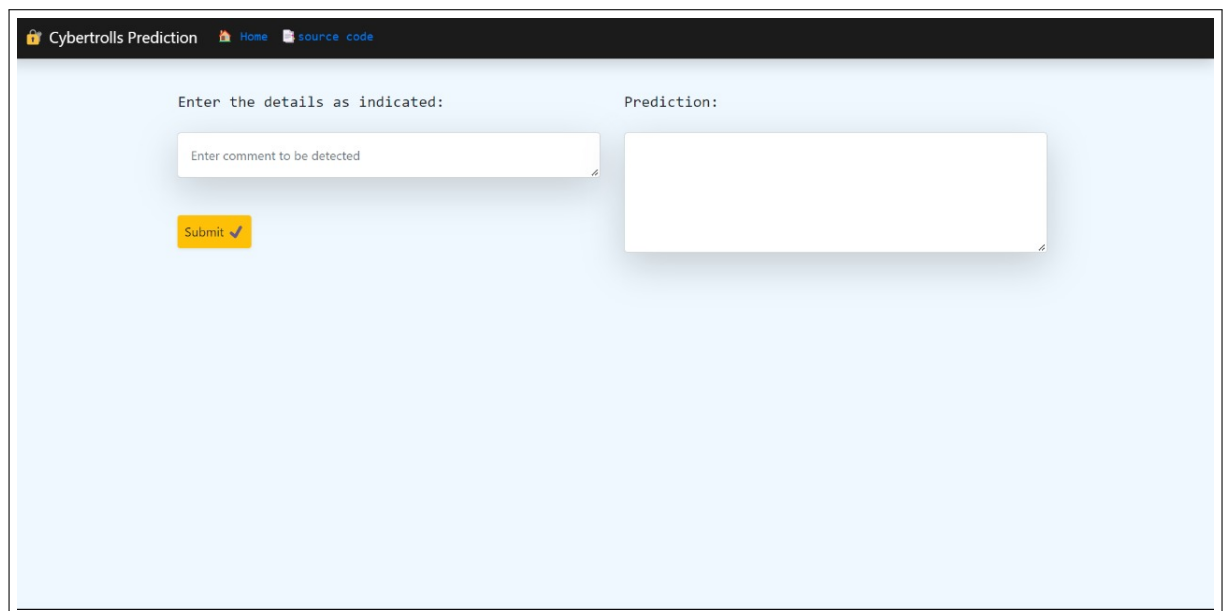 Cybertrolls Prediction Home source code
Enter the details as indicated:
Enter comment to be detected
Submit
Prediction: